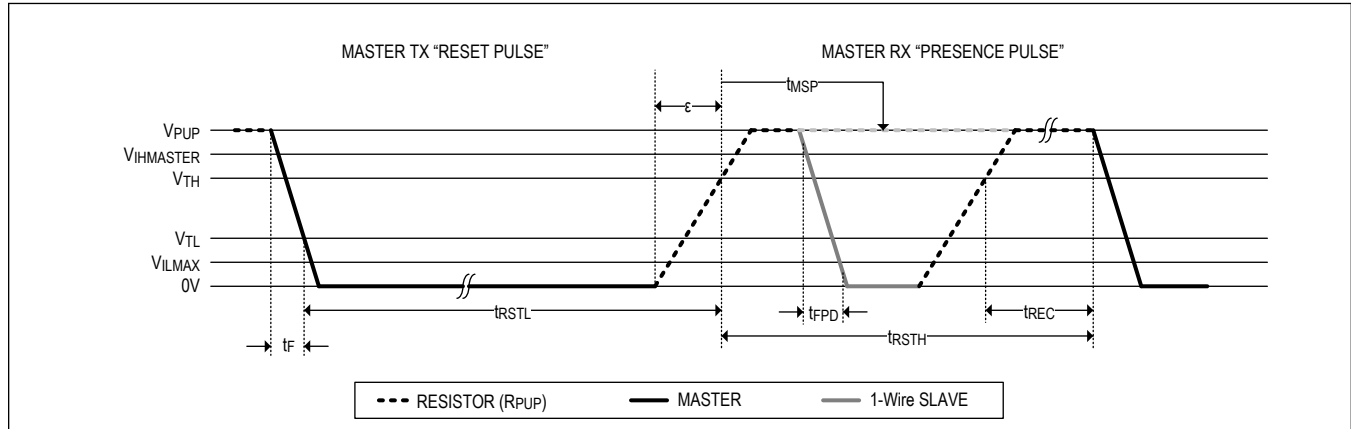 MASTER TX “RESET PULSE”
MASTER RX “PRESENCE PULSE”
ε
tMSP
VPUP
VIHMASTER
VTH
VTL
VILMAX
0V
tF
tRSTL
tFPD
tREC
tRSTH
RESISTOR (RPUP)
MASTER
1-Wire SLAVE